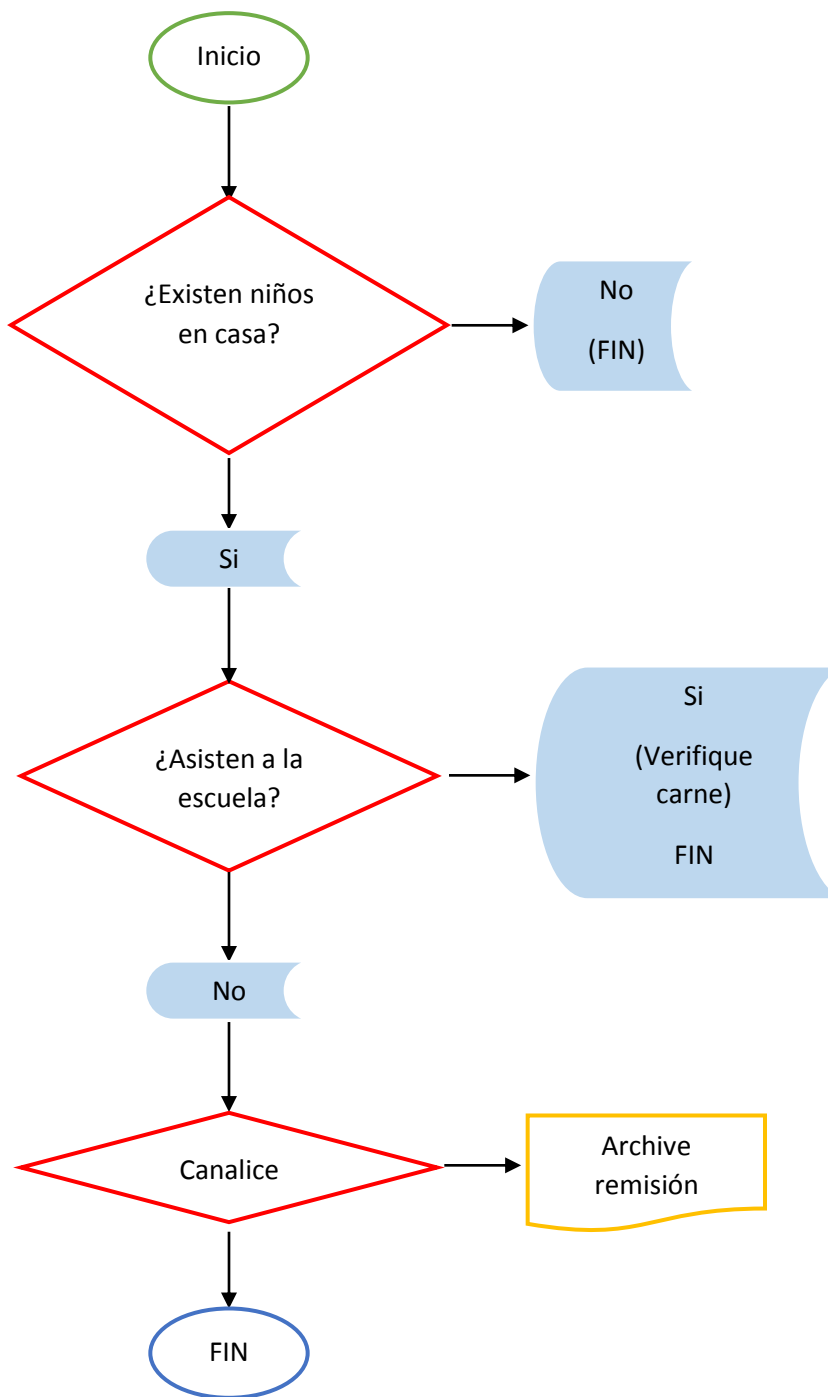 Inicio
¿Existen niños
en casa?
No
(FIN)
Si
¿Asisten a la
escuela?
Si
(Verifique
carne)
FIN
No
Canalice
Archive
remisión
FIN